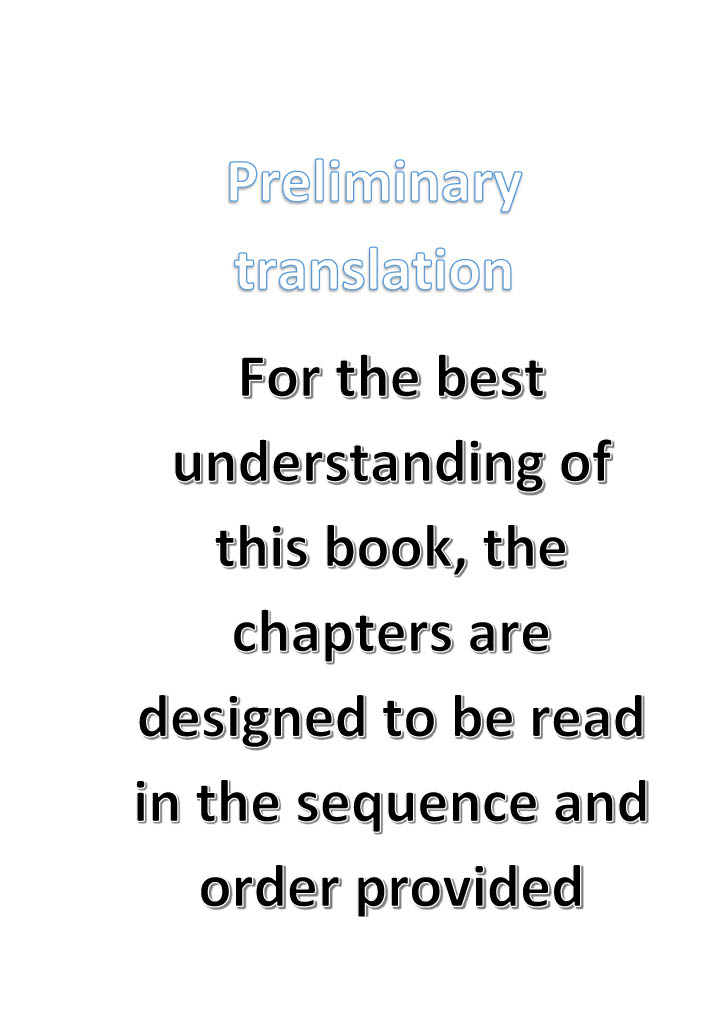 Preliminary
translation
For the best
understanding of
this book, the
chapters are
designed to be read
in the sequence and
order provided